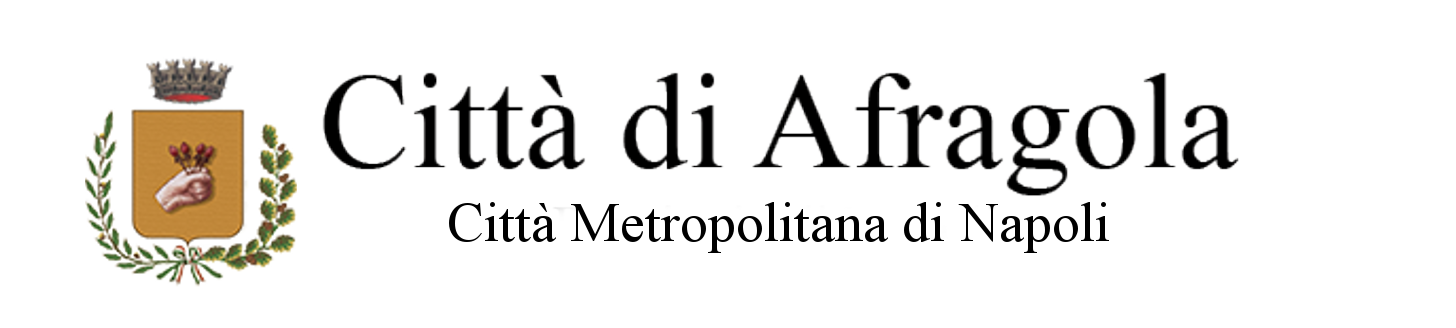 Città di Afragola
Città Metropolitana di Napoli